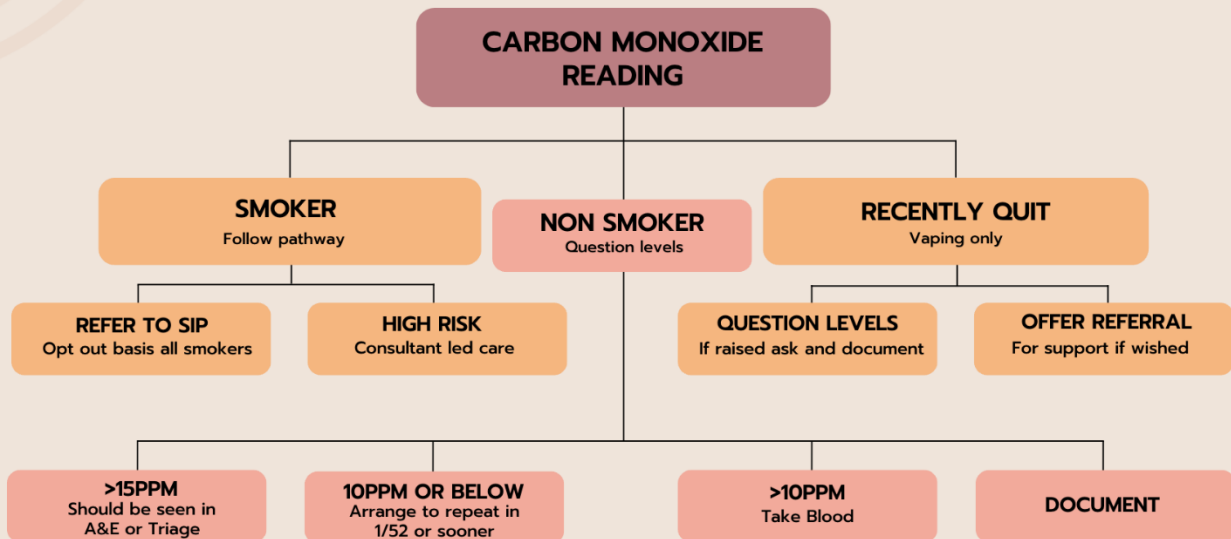 CARBON MONOXIDE
READING
SMOKER
Follow pathway
NON SMOKER
Question levels
RECENTLY QUIT
Vaping only
REFER TO SIP
Opt out basis all smokers
HIGH RISK
Consultant led care
QUESTION LEVELS
If raised ask and document
OFFER REFERRAL
For support if wished
>15PPM
Should be seen in
A&E or Triage
10PPM OR BELOW
Arrange to repeat in
1/52 or sooner
>10PPM
Take Blood
DOCUMENT